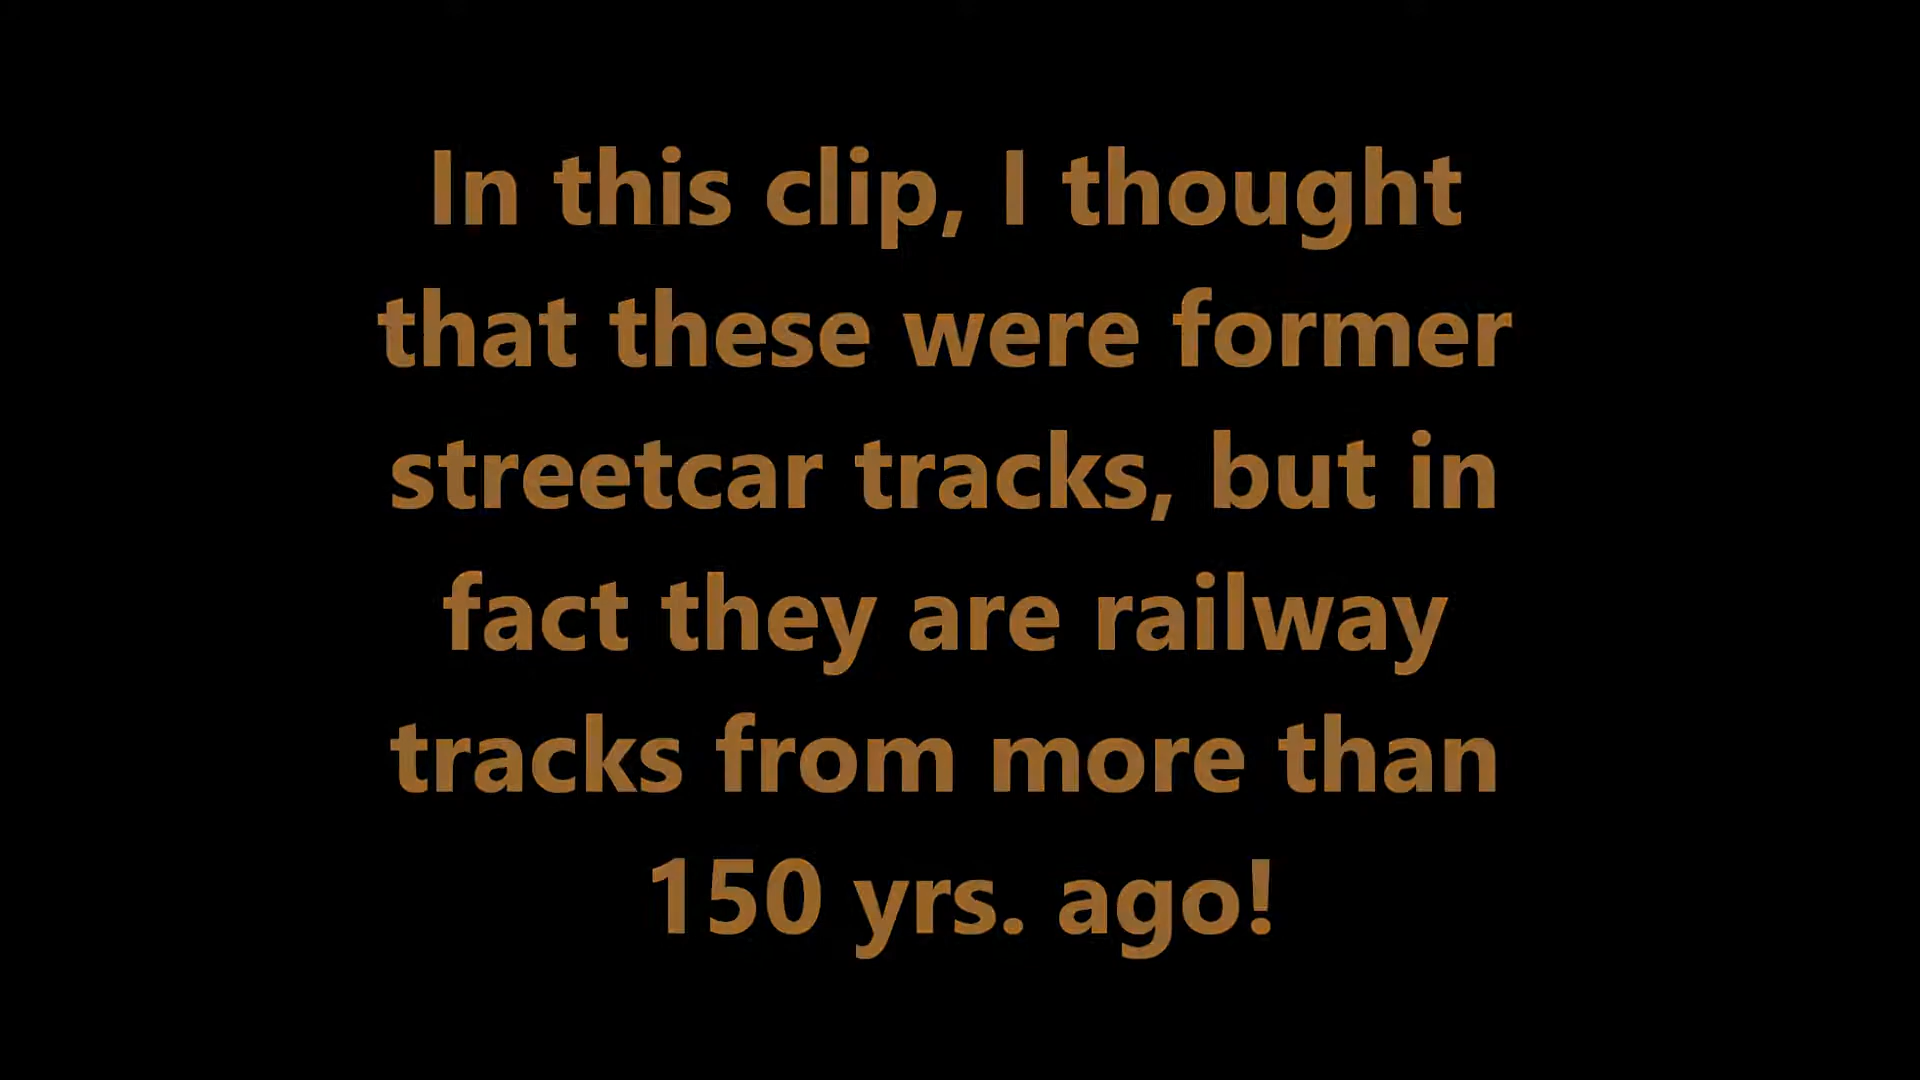 In this clip, I thought
that these were former
streetcar tracks, but in
fact they are railway
tracks from more than
150 yrs. ago!